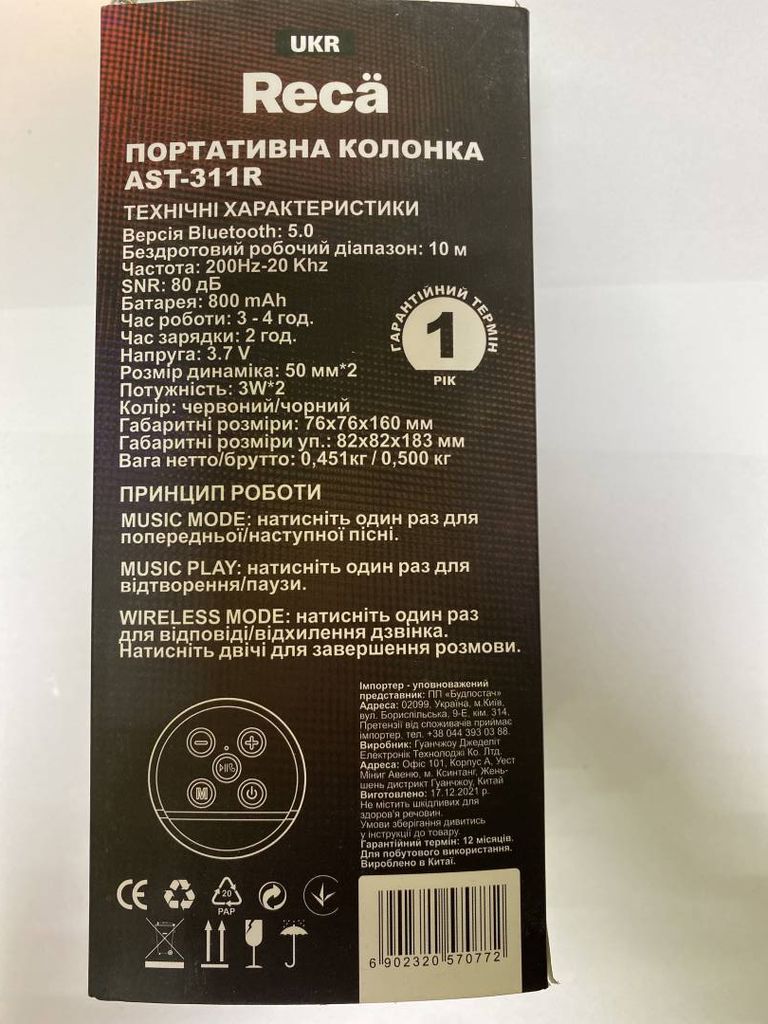 UKR
Recä
ПОРТАТИВНА КОЛОНКА
AST-311R
ТЕХНІЧНІ ХАРАКТЕРИСТИКИ
Версія Bluetooth: 5.0
Бездротовий робочий діапазон: 10 м
Частота: 200Hz-20 Khz
SNR: 80 дБ
Батарея: 800 mAh
Час роботи: 3 - 4 год.
Час зарядки: 2 год.
Напруга: 3.7 V
Розмір динаміка: 50 мм*2
Потужність: 3W*2
Колір: червоний/чорний
Габаритні розміри: 76х76х160 мм
Габаритні розміри уп.: 82х82х183 мм
Вага нетто/брутто: 0,451кг / 0,500 кг
ГАРАНТІЙНИЙ ТЕРМІН
1
РІК
ПРИНЦИП РОБОТИ
MUSIC MODE: натисніть один раз для
попередньої/наступної пісні.
MUSIC PLAY: натисніть один раз для
відтворення/паузи.
WIRELESS MODE: натисніть один раз
для відповіді/відхилення дзвінка.
Натисніть двічі для завершення розмови.
M
Імпортер - уповноважений
представник: ПП «Будпостач»
Адреса: 02099, Україна, м.Київ,
вул. Бориспільська, 9-Е, кім. 314.
Претензії від споживачів приймає
імпортер. тел. +38 044 393 03 88.
Виробник: Гуанчжоу Джеделіт
Електронік Технолоджі Ко. Лтд.
Адреса: Офіс 101, Корпус А, Уест
Мініг Авеню, м. Ксинтанг, Жень-
шень дистрикт Гуанчжоу, Китай
Виготовлено: 17.12.2021 р.
Не містить шкідливих для
здоров'я речовин.
Умови зберігання дивитись
у інструкції до товару.
Гарантійний термін: 12 місяців.
Для побутового використання.
Вироблено в Китаї.
CE
20
PAP
6 902320 570772